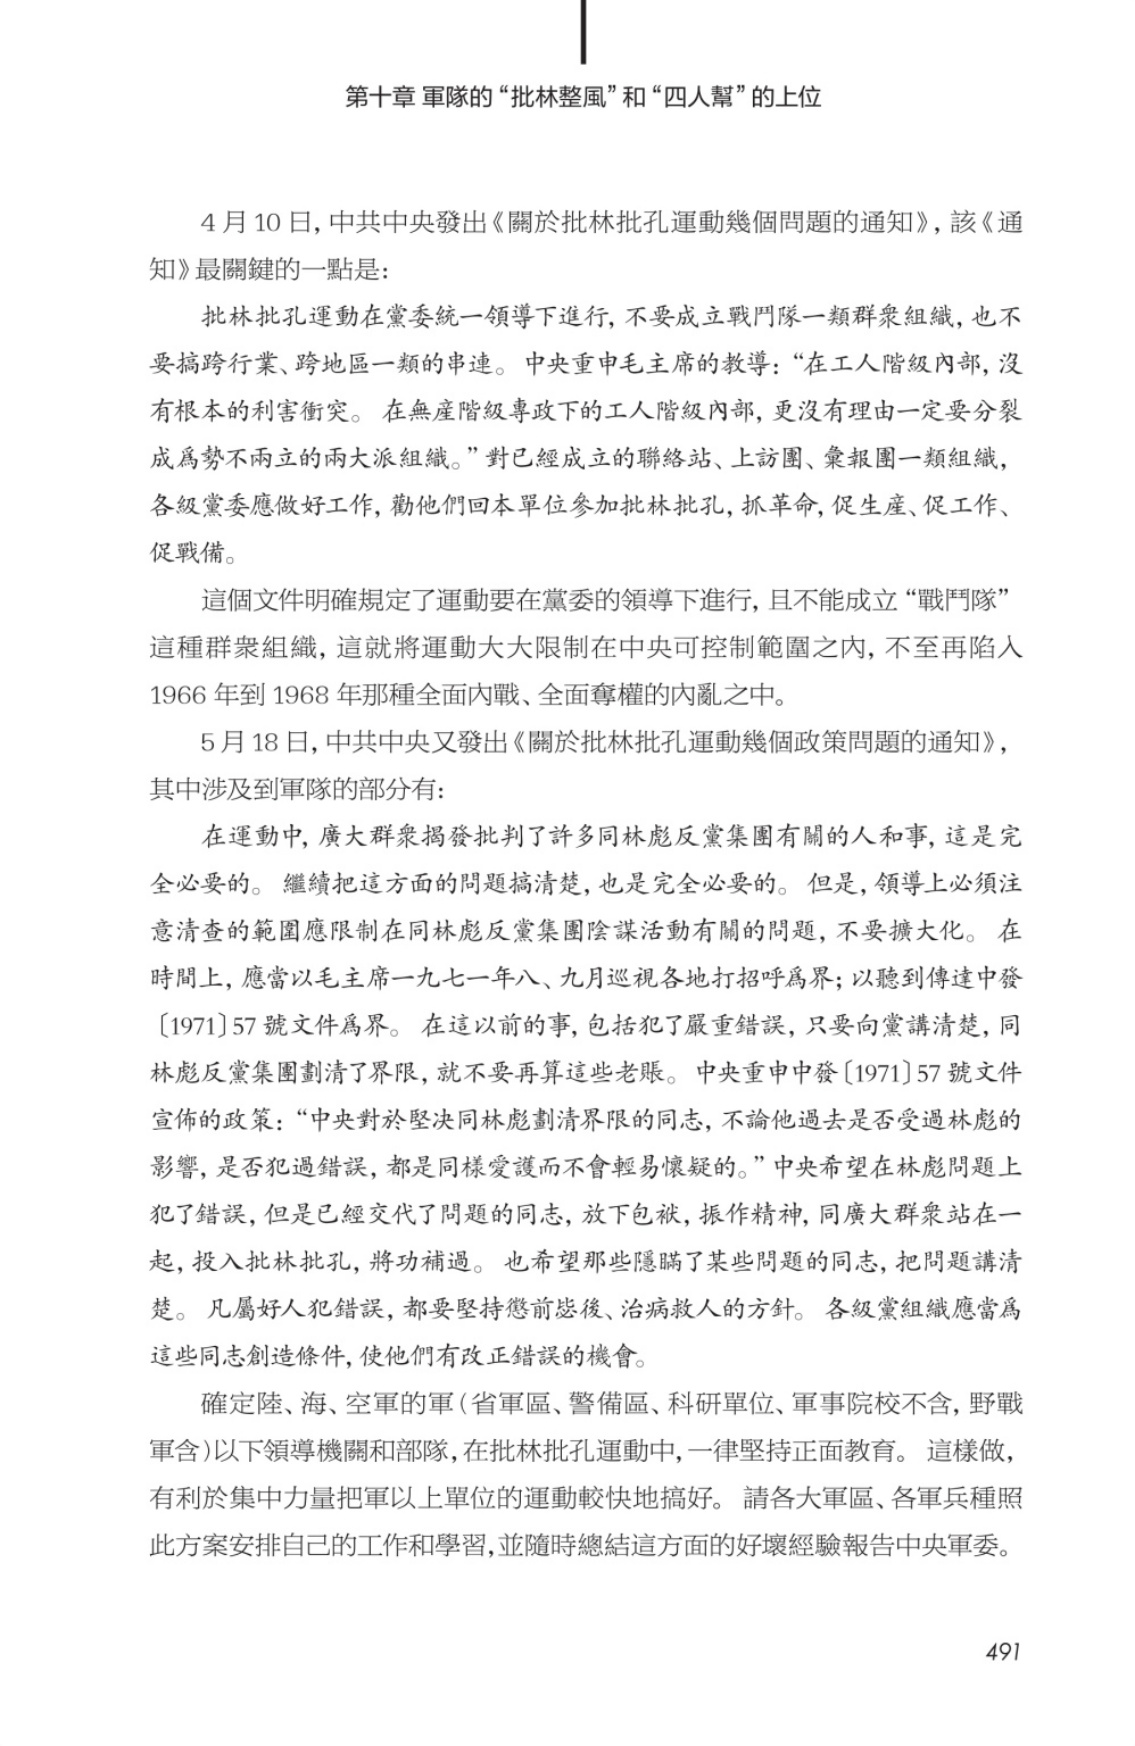 第十章 軍隊的“批林整風”和“四人幫”的上位
4 月 10 日，中共中央發出《關於批林批孔運動幾個問題的通知》，該《通
知》最關鍵的一點是：
批林批孔運動在黨委統一領導下進行，不要成立戰鬥隊一類群衆組織，也不
要搞跨行業、跨地區一類的串連。中央重申毛主席的教導：“在工人階級內部，沒
有根本的利害衝突。在無産階級專政下的工人階級內部，更沒有理由一定要分裂
成爲勢不兩立的兩大派組織。”對已經成立的聯絡站、上訪團、彙報團一類組織，
各級黨委應做好工作，勸他們回本單位參加批林批孔，抓革命，促生産、促工作、
促戰備。
這個文件明確規定了運動要在黨委的領導下進行，且不能成立“戰鬥隊”
這種群衆組織，這就將運動大大限制在中央可控制範圍之內，不至再陷入
1966 年到 1968 年那種全面內戰、全面奪權的內亂之中。
5 月 18 日，中共中央又發出《關於批林批孔運動幾個政策問題的通知》，
其中涉及到軍隊的部分有：
在運動中，廣大群衆揭發批判了許多同林彪反黨集團有關的人和事，這是完
全必要的。繼續把這方面的問題搞清楚，也是完全必要的。但是，領導上必須注
意清查的範圍應限制在同林彪反黨集團陰謀活動有關的問題，不要擴大化。在
時間上，應當以毛主席一九七一年八、九月巡視各地打招呼爲界；以聽到傳達中發
〔1971〕57 號文件爲界。在這以前的事，包括犯了嚴重錯誤，只要向黨講清楚，同
林彪反黨集團劃清了界限，就不要再算這些老賬。中央重申中發〔1971〕57 號文件
宣佈的政策：“中央對於堅决同林彪劃清界限的同志，不論他過去是否受過林彪的
影響，是否犯過錯誤，都是同樣愛護而不會輕易懷疑的。”中央希望在林彪問題上
犯了錯誤，但是已經交代了問題的同志，放下包袱，振作精神，同廣大群衆站在一
起，投入批林批孔，將功補過。也希望那些隱瞞了某些問題的同志，把問題講清
楚。凡屬好人犯錯誤，都要堅持懲前毖後、治病救人的方針。各級黨組織應當爲
這些同志創造條件，使他們有改正錯誤的機會。
確定陸、海、空軍的軍（省軍區、警備區、科研單位、軍事院校不含，野戰
軍含）以下領導機關和部隊，在批林批孔運動中，一律堅持正面教育。這樣做，
有利於集中力量把軍以上單位的運動較快地搞好。請各大軍區、各軍兵種照
此方案安排自己的工作和學習，並隨時總結這方面的好壞經驗報告中央軍委。
491